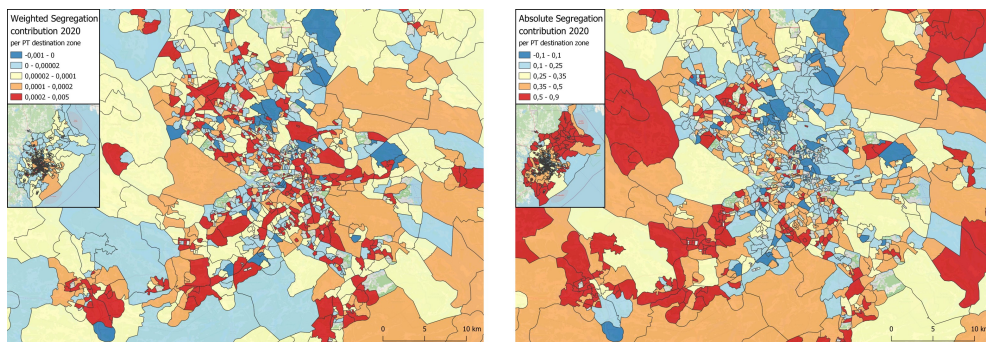 Weighted Segregation
contribution 2020
per PT destination zone
-0,001 - 0
0 - 0,00002
0,00002 - 0,0001
0,0001 - 0,0002
0,0002 - 0,005
0 5 10 km
Absolute Segregation
contribution 2020
per PT destination zone
-0,1 - 0,1
0,1 - 0,25
0,25 - 0,35
0,35 - 0,5
0,5 - 0,9
0 5 10 km